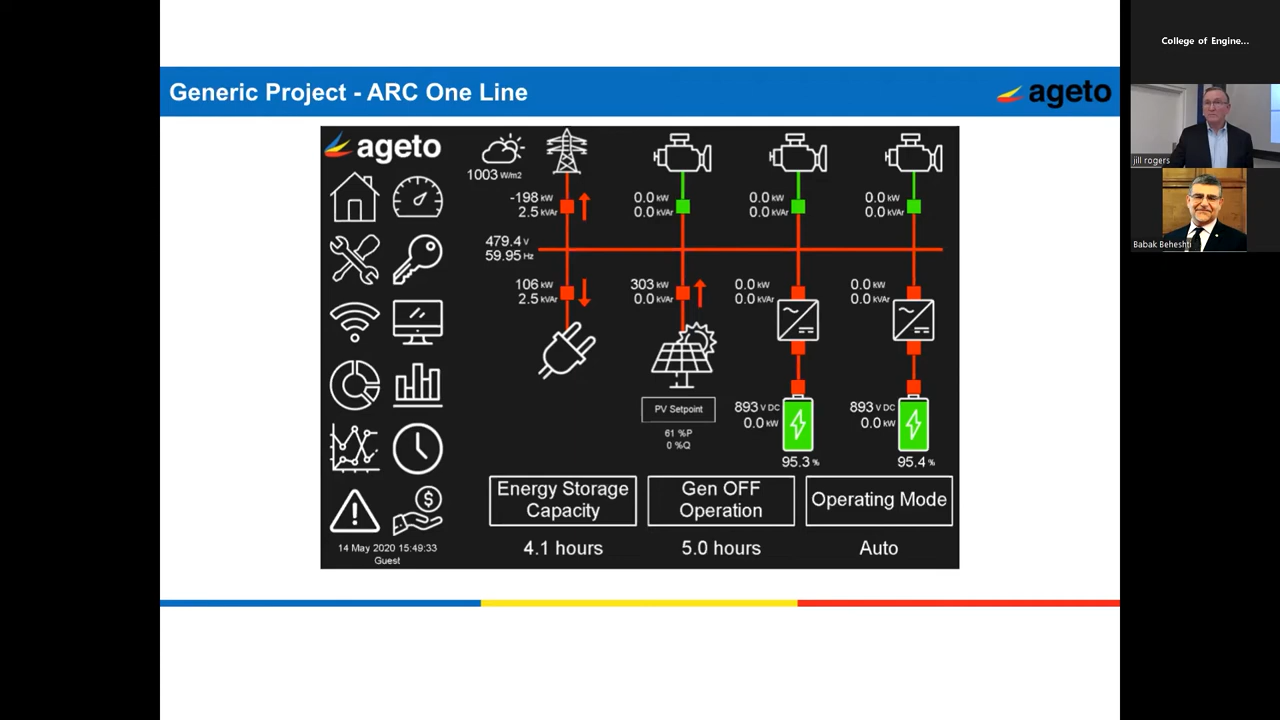 Generic Project - ARC One Line
ageto
ageto
1003 W/m2
-198 kW
2.5 kVAr
0.0 kW
0.0 kVAr
0.0 kW
0.0 kVAr
0.0 kW
0.0 kVAr
479.4 V
59.95 Hz
106 kW
2.5 kVAr
303 kW
0.0 kVAr
0.0 kW
0.0 kVAr
0.0 kW
0.0 kVAr
PV Setpoint
61 %P
0 %Q
893 V DC
0.0 kW
893 V DC
0.0 kW
95.3 %
95.4 %
Energy Storage
Capacity
4.1 hours
Gen OFF
Operation
5.0 hours
Operating Mode
Auto
14 May 2020 15:49:33
Guest
College of Engine...
jill rogers
Babak Beheshti